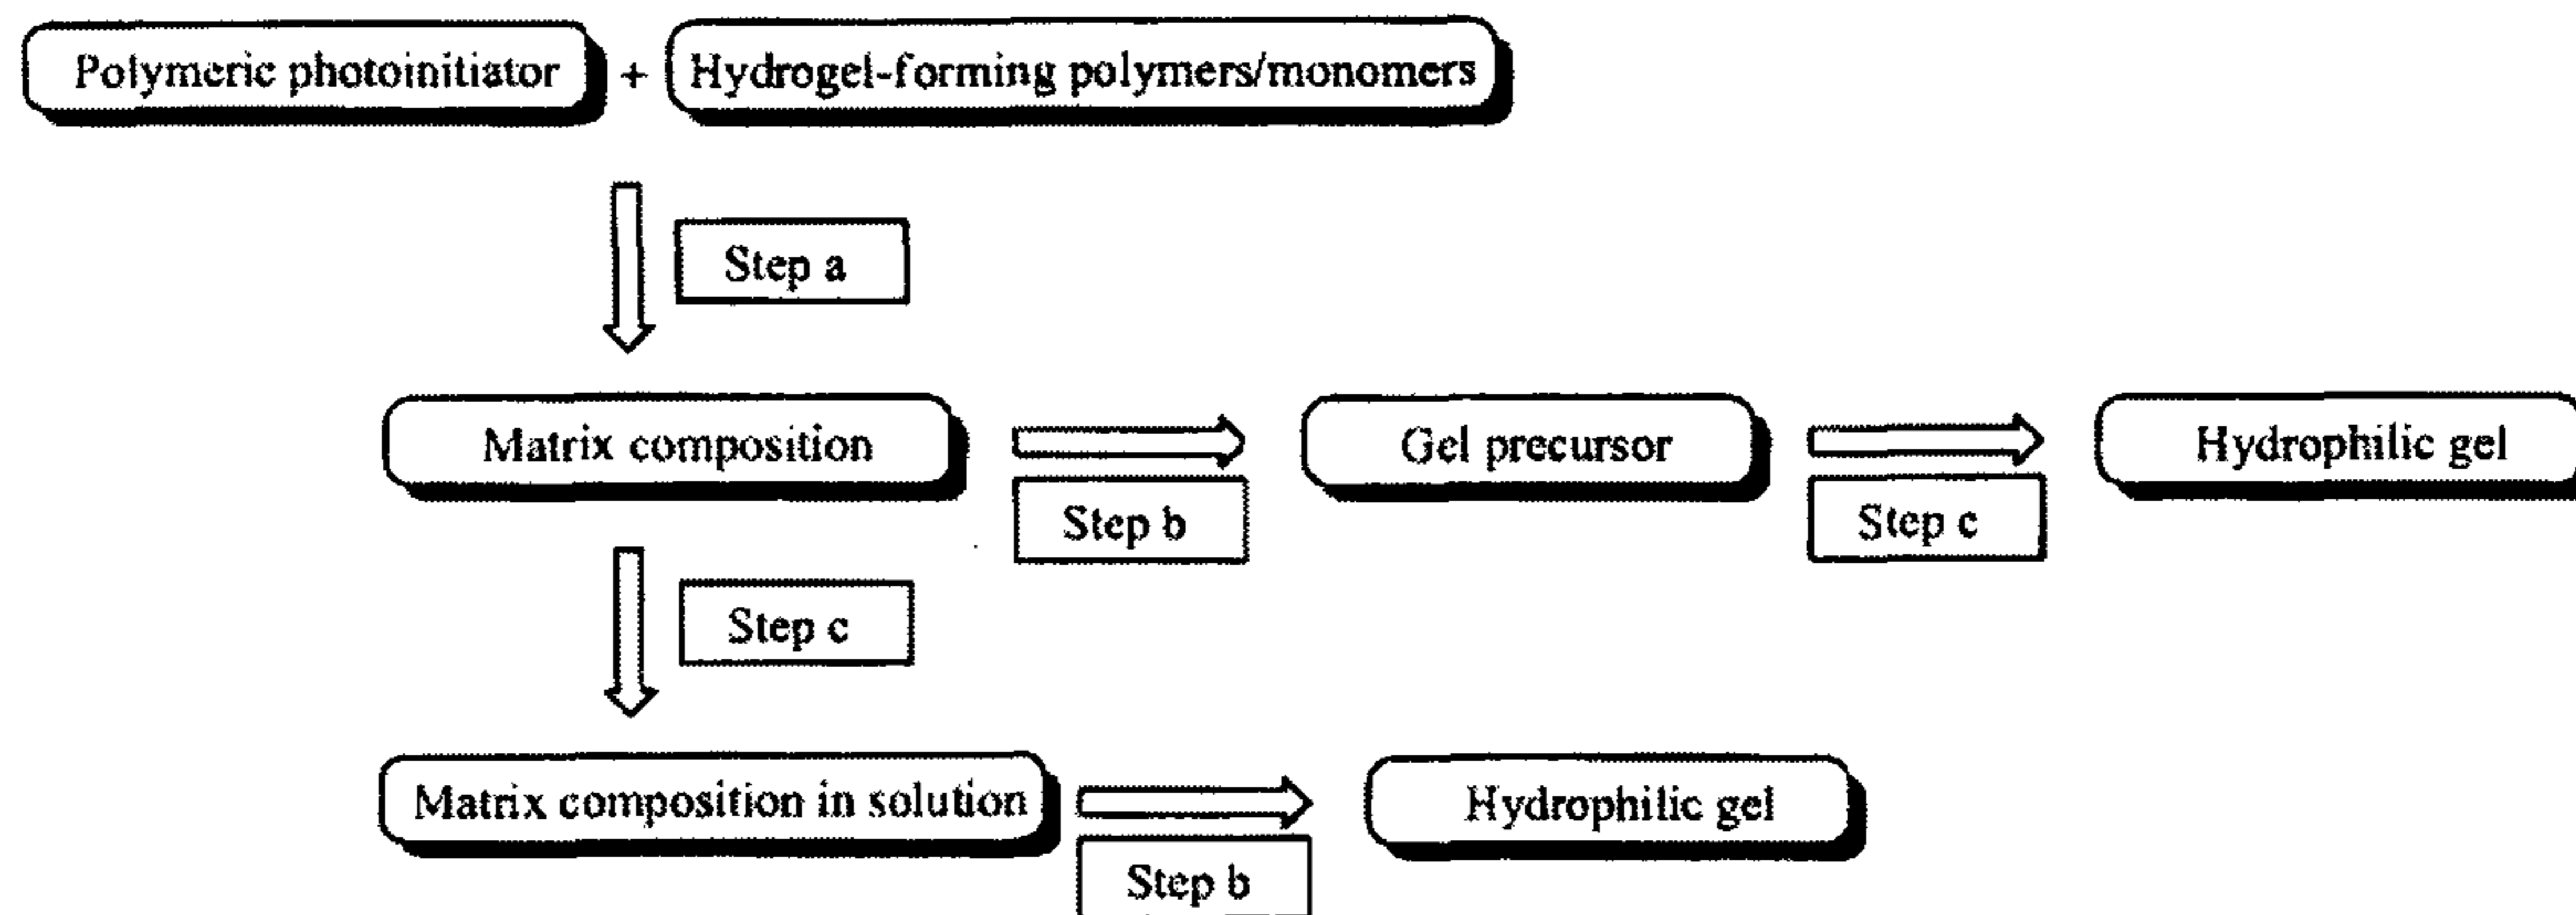 Polymeric photoinitiator + Hydrogel-forming polymers/monomers
Step a
Matrix composition
Gel precursor
Hydrophilic gel
Step b
Step c
Step c
Matrix composition in solution
Hydrophilic gel
Step b